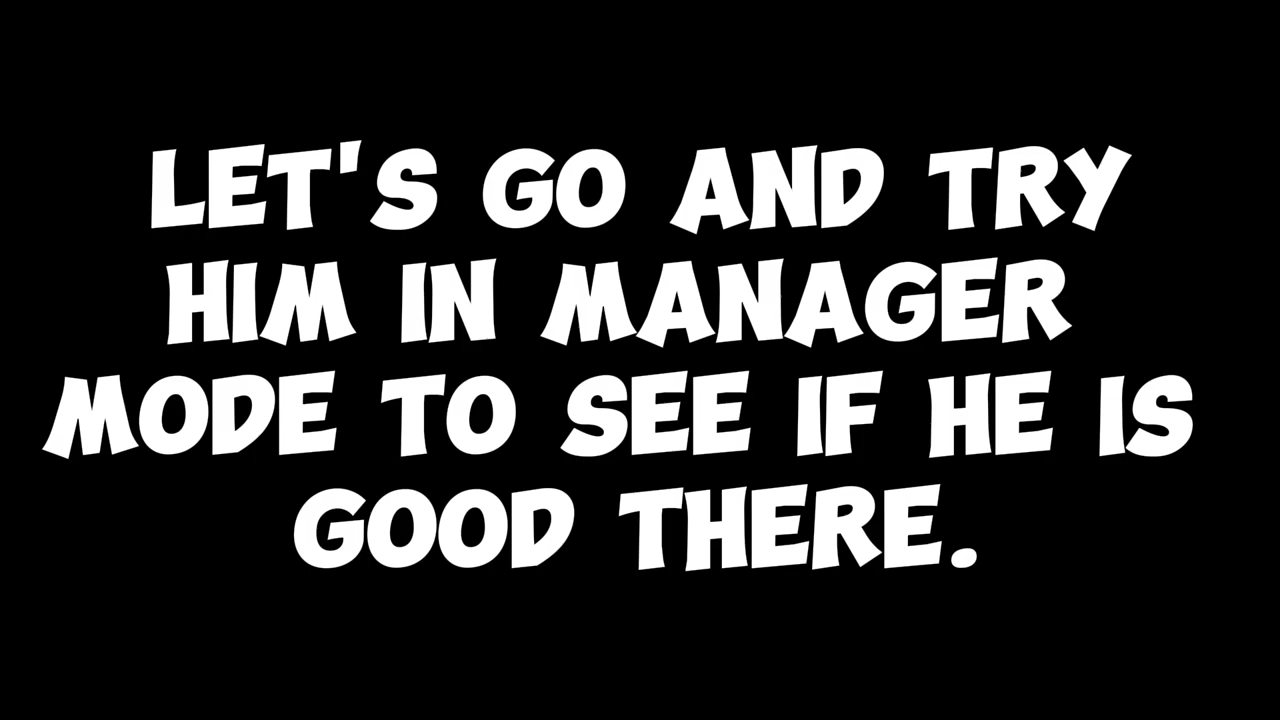 LET'S GO AND TRY
HIM IN MANAGER
MODE TO SEE IF HE IS
GOOD THERE.